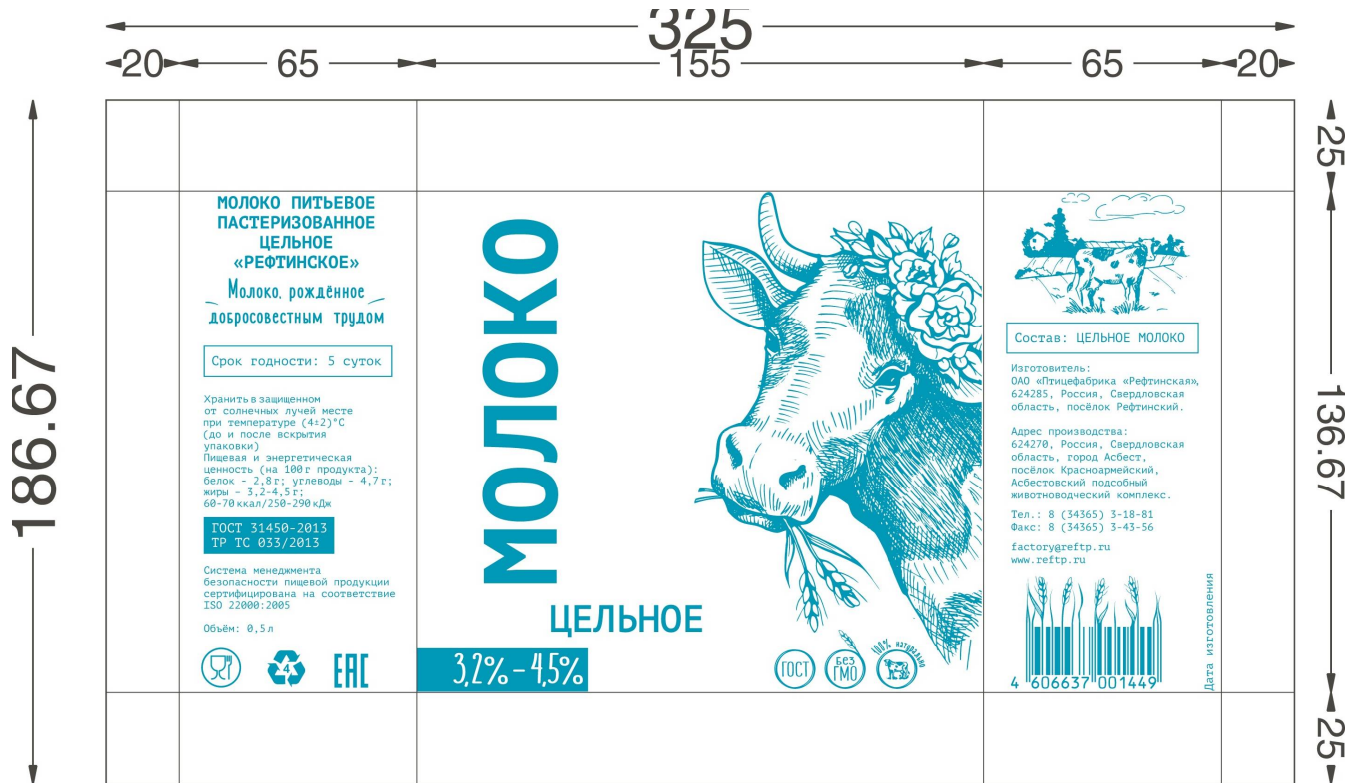 325
20
65
155
65
20
186.67
25
136.67
25
МОЛОКО ПИТЬЕВОЕ
ПАСТЕРИЗОВАННОЕ
ЦЕЛЬНОЕ
«РЕФТИНСКОЕ»
Молоко, рождённое
добросовестным трудом
Срок годности: 5 суток
Хранить в защищенном
от солнечных лучей месте
при температуре (4±2)°С
(до и после вскрытия
упаковки)
Пищевая и энергетическая
ценность (на 100 г продукта):
белок - 2,8 г; углеводы - 4,7 г;
жиры - 3,2-4,5 г;
60-70 ккал/250-290 кДж
ГОСТ 31450-2013
ТР ТС 033/2013
Система менеджмента
безопасности пищевой продукции
сертифицирована на соответствие
ISO 22000:2005
Объём: 0,5 л
4
ЕАС
МОЛОКО
ЦЕЛЬНОЕ
3,2% – 4,5%
ГОСТ
БЕЗ
ГМО
100% натурально
Состав: ЦЕЛЬНОЕ МОЛОКО
Изготовитель:
ОАО «Птицефабрика «Рефтинская»,
624285, Россия, Свердловская
область, посёлок Рефтинский.
Адрес производства:
624270, Россия, Свердловская
область, город Асбест,
посёлок Красноармейский,
Асбестовский подсобный
животноводческий комплекс.
Тел.: 8 (34365) 3-18-81
Факс: 8 (34365) 3-43-56
factory@reftp.ru
www.reftp.ru
4 606637 001449
Дата изготовления